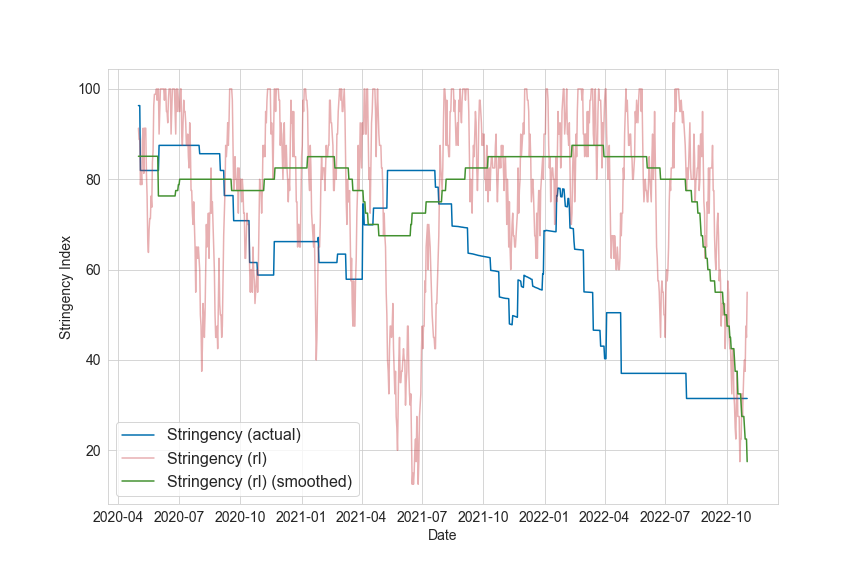 100
80
60
40
20
Stringency Index
Stringency (actual)
Stringency (rl)
Stringency (rl) (smoothed)
2020-04 2020-07 2020-10 2021-01 2021-04 2021-07 2021-10 2022-01 2022-04 2022-07 2022-10
Date